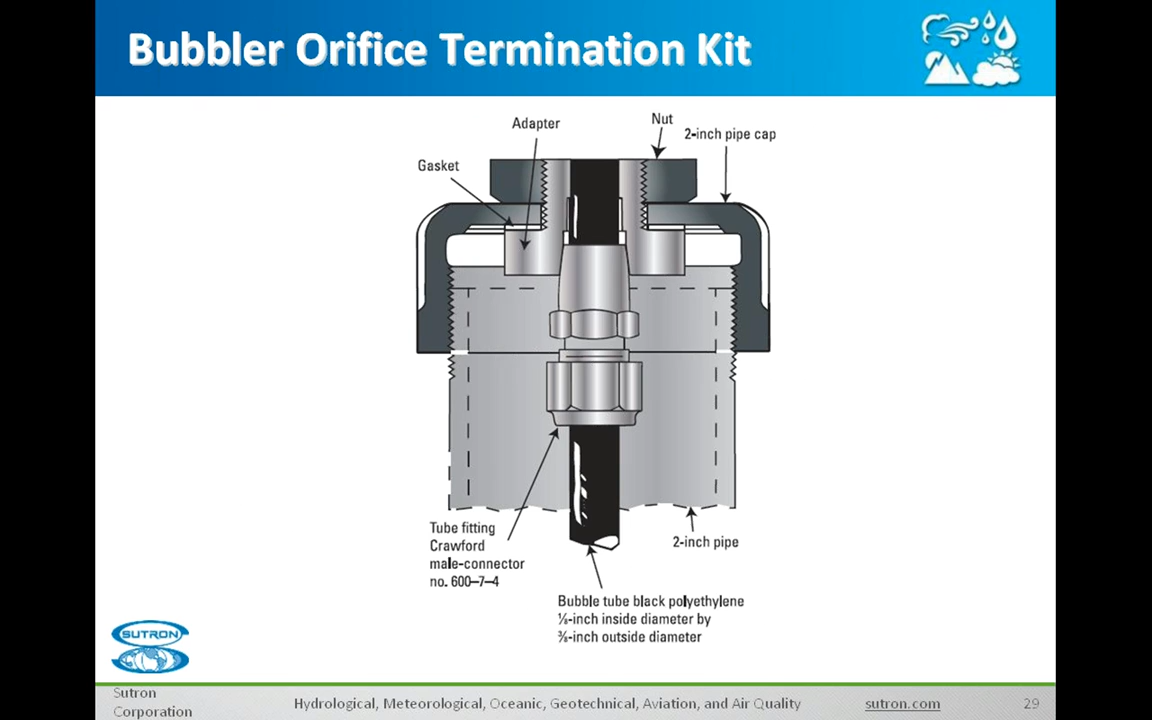 Bubbler Orifice Termination Kit
Adapter
Nut
2-inch pipe cap
Gasket
Tube fitting
Crawford
male-connector
no. 600–7–4
2-inch pipe
Bubble tube black polyethylene
⅛-inch inside diameter by
⅜-inch outside diameter
SUTRON
Sutron
Corporation
Hydrological, Meteorological, Oceanic, Geotechnical, Aviation, and Air Quality
sutron.com
29